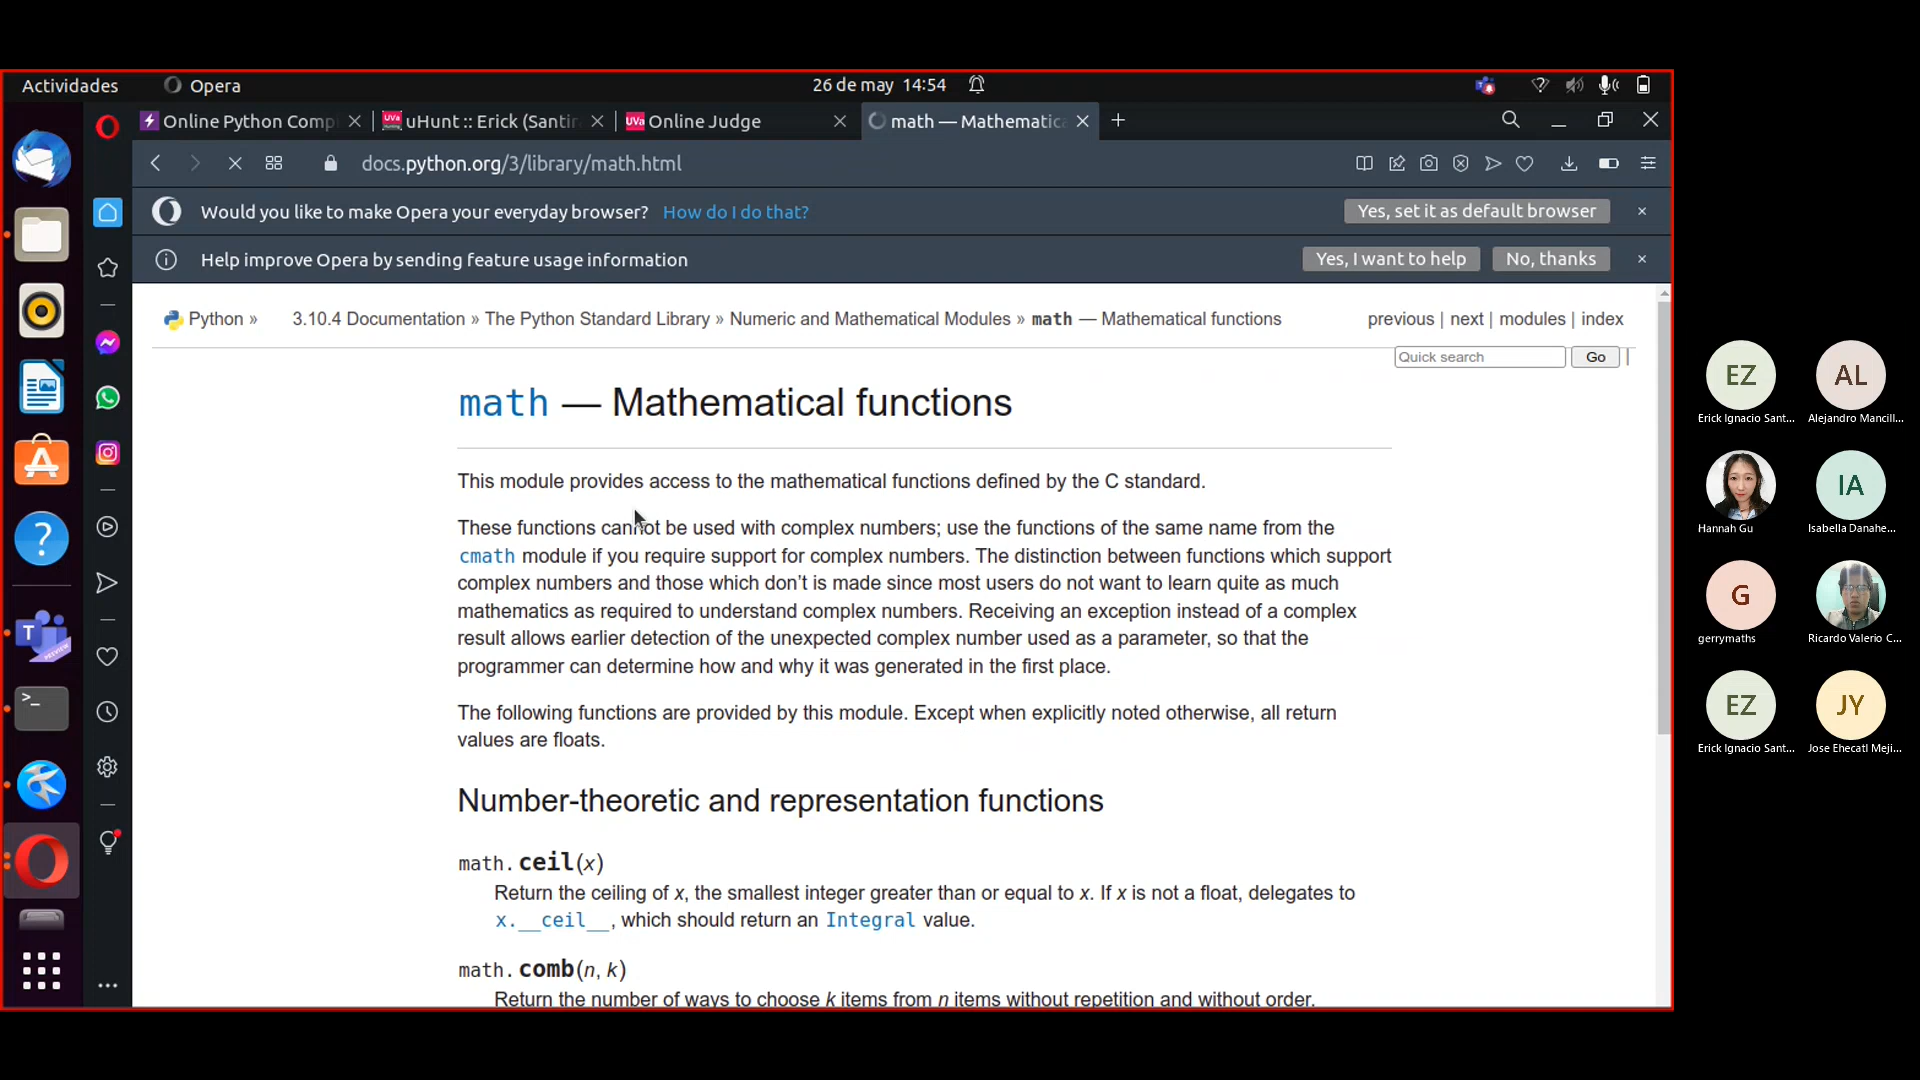 Actividades Opera 26 de may 14:54
Online Python Comp uHunt :: Erick (Santir Online Judge math — Mathematic
docs.python.org/3/library/math.html
Would you like to make Opera your everyday browser? How do I do that? Yes, set it as default browser
Help improve Opera by sending feature usage information Yes, I want to help No, thanks
Python » 3.10.4 Documentation » The Python Standard Library » Numeric and Mathematical Modules » math — Mathematical functions previous | next | modules | index
Quick search Go |
math — Mathematical functions
This module provides access to the mathematical functions defined by the C standard.
These functions cannot be used with complex numbers; use the functions of the same name from the
cmath module if you require support for complex numbers. The distinction between functions which support
complex numbers and those which don’t is made since most users do not want to learn quite as much
mathematics as required to understand complex numbers. Receiving an exception instead of a complex
result allows earlier detection of the unexpected complex number used as a parameter, so that the
programmer can determine how and why it was generated in the first place.
The following functions are provided by this module. Except when explicitly noted otherwise, all return
values are floats.
Number-theoretic and representation functions
math.ceil(x)
Return the ceiling of x, the smallest integer greater than or equal to x. If x is not a float, delegates to
x.__ceil__, which should return an Integral value.
math.comb(n, k)
Return the number of ways to choose k items from n items without repetition and without order.
EZ AL
Erick Ignacio Sant... Alejandro Mancill...
IA
Hannah Gu Isabella Danahe...
G
gerrymaths Ricardo Valerio C...
EZ JY
Erick Ignacio Sant... Jose Ehecatl Meji...